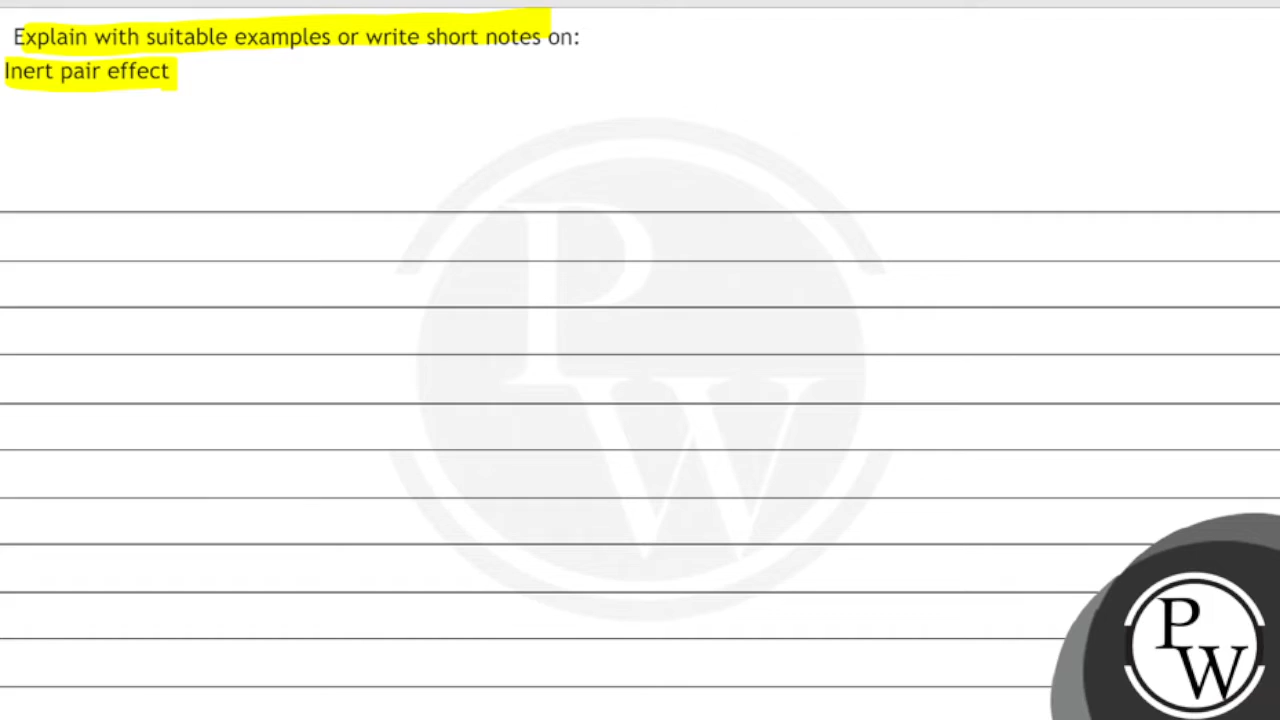 Explain with suitable examples or write short notes on:
Inert pair effect
P
W
P
W